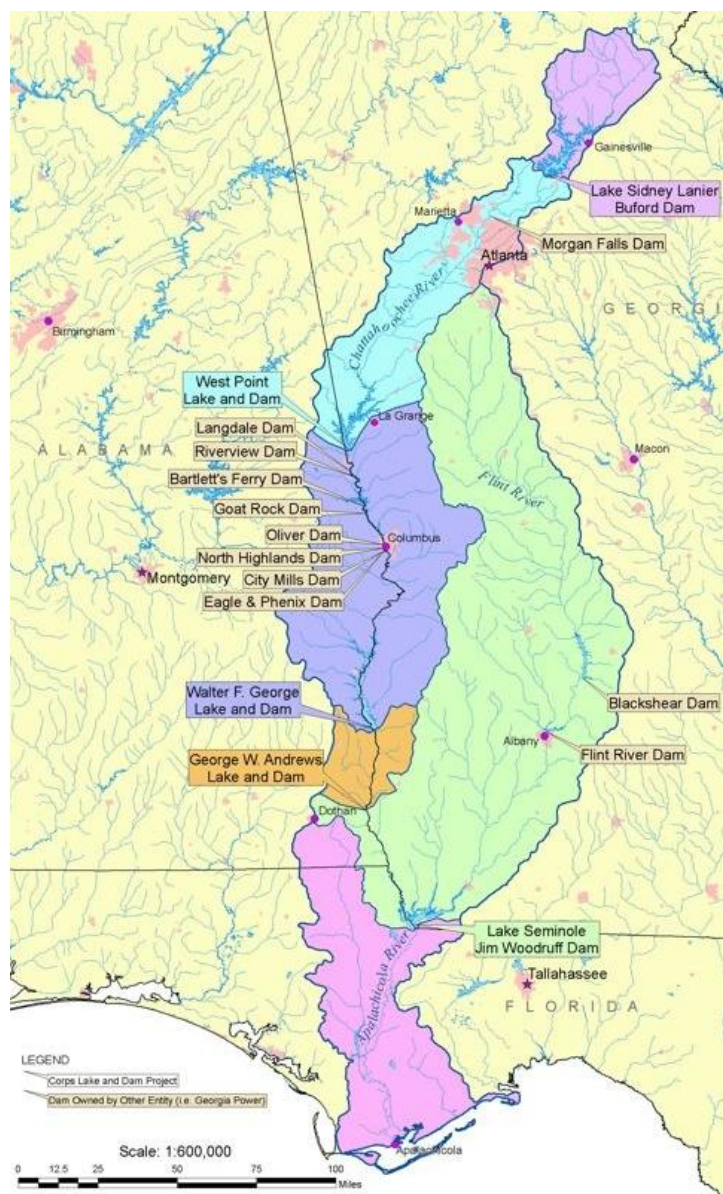 Gainesville
Lake Sidney Lanier
Buford Dam
Marietta
Morgan Falls Dam
Atlanta
Chattahoochee River
GEORGIA
Birmingham
West Point
Lake and Dam
La Grange
Langdale Dam
ALABAMA
Riverview Dam
Macon
Bartlett's Ferry Dam
Flint River
Goat Rock Dam
Oliver Dam
Columbus
North Highlands Dam
Montgomery
City Mills Dam
Eagle & Phenix Dam
Walter F. George
Lake and Dam
Blackshear Dam
Albany
Flint River Dam
George W. Andrews
Lake and Dam
Dothan
Lake Seminole
Jim Woodruff Dam
Apalachicola River
Tallahassee
FLORIDA
LEGEND
Corps Lake and Dam Project
Dam Owned by Other Entity (i.e. Georgia Power)
Apalachicola
Scale: 1:600,000
0 12.5 25 50 75 100
Miles